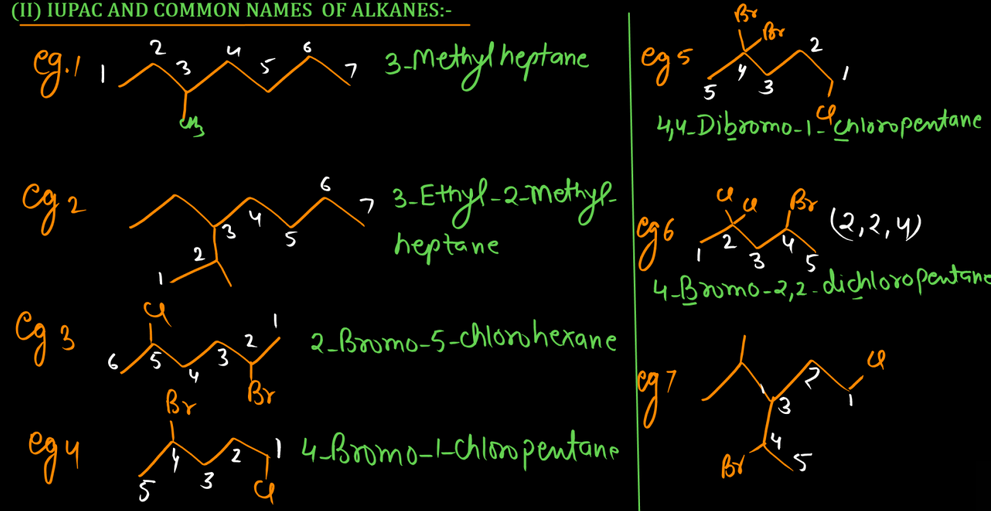 (II) IUPAC AND COMMON NAMES OF ALKANES:-
eg.1
1 2 3 4 5 6 7
CH3
3-Methylheptane
eg 2
1 2 3 4 5 6 7
3-Ethyl-2-Methyl-
heptane
eg 3
Cl
6 5 4 3 2 1
Br
2-Bromo-5-chlorohexane
eg 4
Br
5 4 3 2 1
Cl
4-Bromo-1-chloropentane
eg 5
Br
Br
5 4 3 2 1
Cl
4,4-Dibromo-1-chloropentane
eg 6
Cl Cl Br
1 2 3 4 5
(2,2,4)
4-Bromo-2,2-dichloropentane
eg 7
Cl
3 2 1
4
Br 5